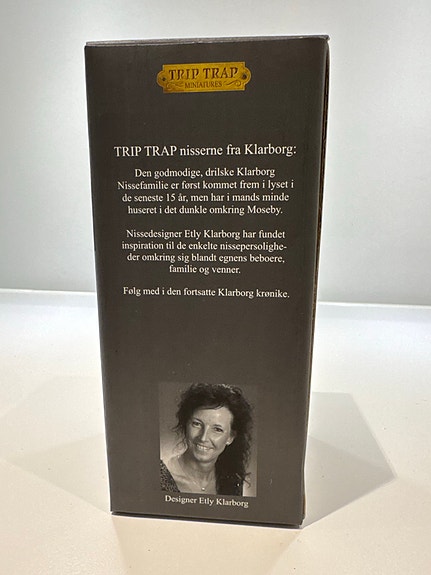 TRIP TRAP
MINIATURES
TRIP TRAP nisserne fra Klarborg:
Den godmodige, drilske Klarborg
Nissefamilie er først kommet frem i lyset i
de seneste 15 år, men har i mands minde
huseret i det dunkle omkring Moseby.
Nissedesigner Etly Klarborg har fundet
inspiration til de enkelte nissepersolighe-
der omkring sig blandt egnens beboere,
familie og venner.
Følg med i den fortsatte Klarborg krønike.
Designer Etly Klarborg